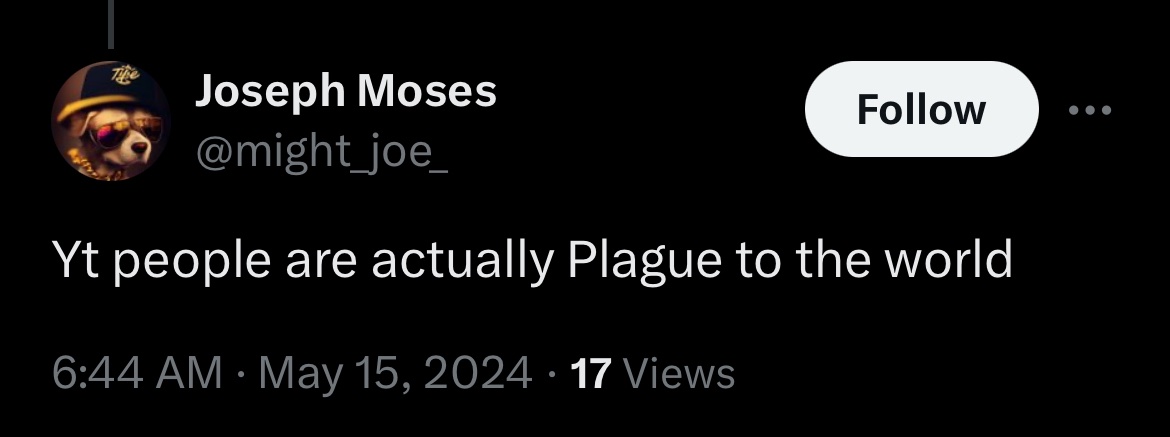 Joseph Moses
Follow
@might_joe_
Yt people are actually Plague to the world
6:44 AM · May 15, 2024 · 17 Views